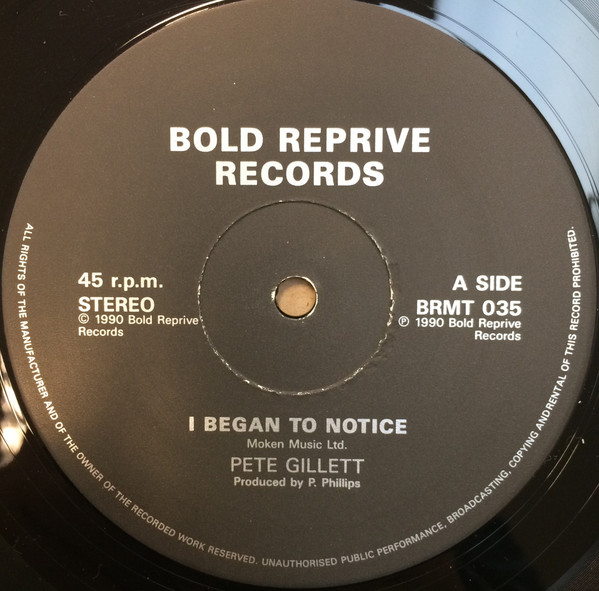 BOLD REPRIVE
RECORDS
45 r.p.m.
STEREO
© 1990 Bold Reprive
Records
A SIDE
BRMT 035
℗ 1990 Bold Reprive
Records
I BEGAN TO NOTICE
Moken Music Ltd.
PETE GILLETT
Produced by P. Phillips
ALL RIGHTS OF THE MANUFACTURER AND OF THE OWNER OF THE RECORDED WORK RESERVED. UNAUTHORISED PUBLIC PERFORMANCE, BROADCASTING, COPYING AND RENTAL OF THIS RECORD PROHIBITED.